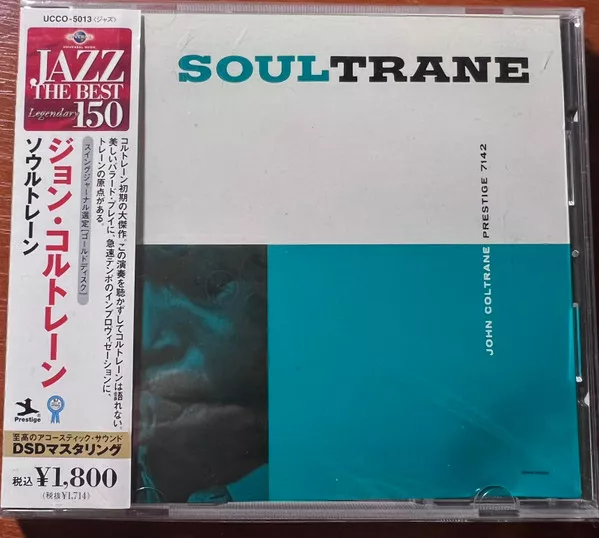 UCCO-5013〈ジャズ〉
UNIVERSAL MUSIC
JAZZ
THE BEST
Legendary 150
ジョン・コルトレーン
ソウルトレーン
スイングジャーナル選定[ゴールドディスク]
コルトレーン初期の大傑作。この演奏を聴かずしてコルトレーンは語れない。
美しいバラード・プレイに、急速テンポのインプロヴィゼーションに、
トレーンの原点がある。
Prestige
至高のアコースティック・サウンド
DSDマスタリング
税込¥1,800
(税抜¥1,714)
SOULTRANE
JOHN COLTRANE PRESTIGE 7142